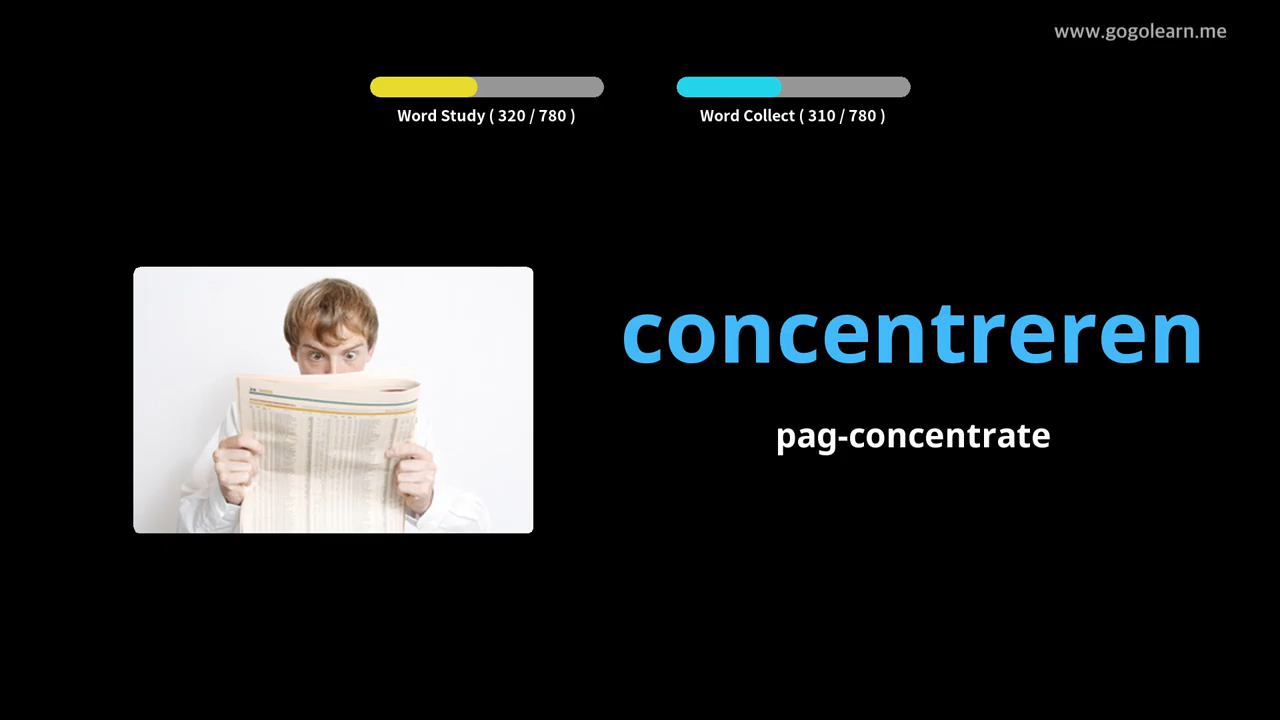 www.gogolearn.me
Word Study ( 320 / 780 )
Word Collect ( 310 / 780 )
concentreren
pag-concentrate